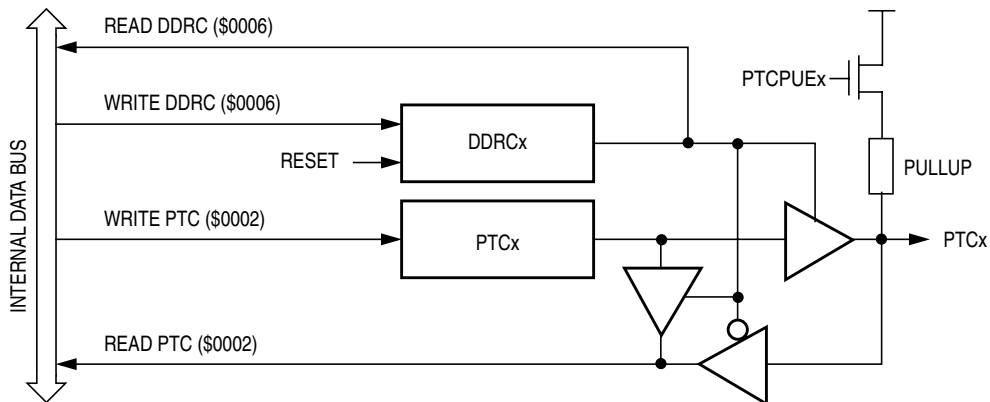 READ DDRC ($0006)
PTCPUEx
WRITE DDRC ($0006)
DDRCx
RESET
PULLUP
INTERNAL DATA BUS
WRITE PTC ($0002)
PTCx
PTCx
READ PTC ($0002)